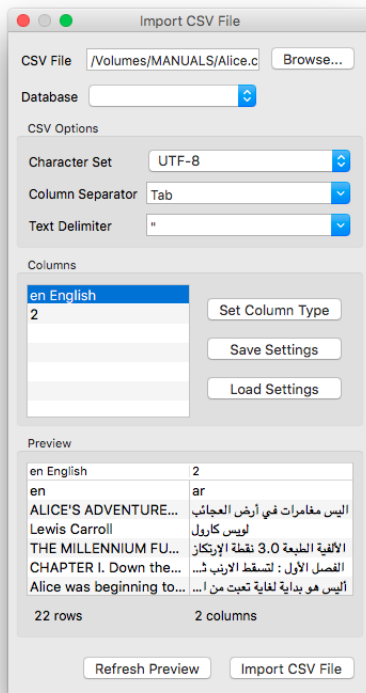 Import CSV File
CSV File /Volumes/MANUALS/Alice.c Browse...
Database
CSV Options
Character Set UTF-8
Column Separator Tab
Text Delimiter "
Columns
en English
2
Set Column Type
Save Settings
Load Settings
Preview
en English 2
en ar
ALICE'S ADVENTURE... اليس مغامرات في أرض العجائب
Lewis Carroll لويس كارول
THE MILLENNIUM FU... الألفية الطبعة 3.0 نقطة الإرتكاز
CHAPTER I. Down the... الفصل الأول : لتسقط الارنب ثـ...
Alice was beginning to... أليس هو بداية لغاية تعبت من ا...
22 rows 2 columns
Refresh Preview Import CSV File